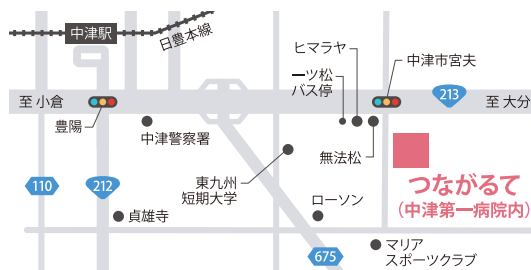 中津駅
日豊本線
ヒマラヤ
一ツ松
バス停
中津市宮夫
213
至 小倉
至 大分
豊陽
中津警察署
無法松
東九州
短期大学
つながるて
(中津第一病院内)
110
212
ローソン
貞雄寺
マリア
スポーツクラブ
675